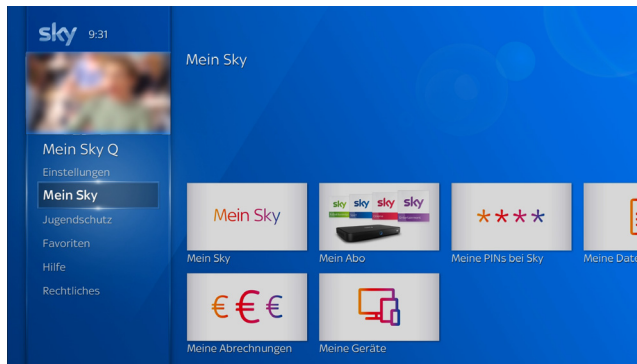 sky 9:31
Mein Sky
Mein Sky Q
Einstellungen
Mein Sky
Jugendschutz
Favoriten
Hilfe
Rechtliches
Mein Sky
sky sky sky sky
****
Mein Sky
Mein Abo
Meine PINs bei Sky
Meine Date
€€€
Meine Abrechnungen
Meine Geräte